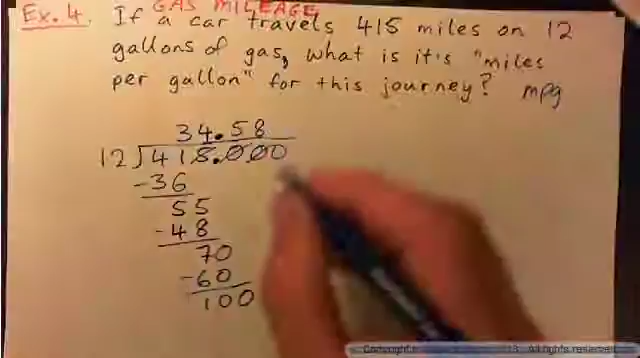 GAS MILEAGE
Ex. 4. If a car travels 415 miles on 12
gallons of gas, what is it's "miles
per gallon" for this journey? mpg
34.58
12 415.000
-36
55
-48
70
-60
100